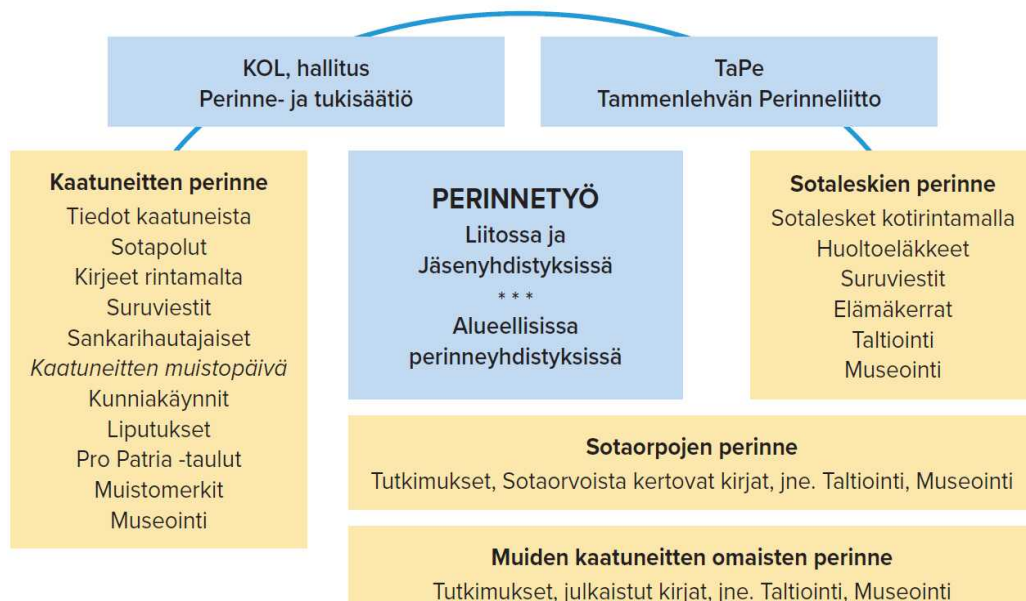 KOL, hallitus
Perinne- ja tukisäätiö
TaPe
Tammenlehvän Perinneliitto
Kaatuneitten perinne
Tiedot kaatuneista
Sotapolut
Kirjeet rintamalta
Suruviestit
Sankarihautajaiset
Kaatuneitten muistopäivä
Kunniakäynnit
Liputukset
Pro Patria -taulut
Muistomerkit
Museointi
PERINNETYÖ
Liitossa ja
Jäsenyhdistyksissä
* * *
Alueellisissa
perinneyhdistyksissä
Sotaleskien perinne
Sotalesket kotirintamalla
Huoltoeläkkeet
Suruviestit
Elämäkerrat
Taltiointi
Museointi
Sotaorpojen perinne
Tutkimukset, Sotaorvoista kertovat kirjat, jne. Taltiointi, Museointi
Muiden kaatuneitten omaisten perinne
Tutkimukset, julkaistut kirjat, jne. Taltiointi, Museointi